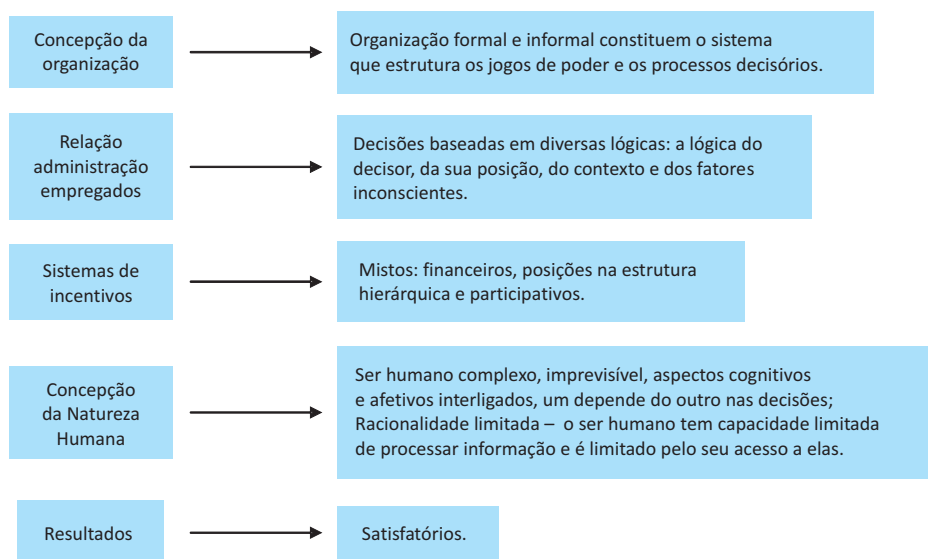 Concepção da
organização
Organização formal e informal constituem o sistema
que estrutura os jogos de poder e os processos decisórios.
Relação
administração
empregados
Decisões baseadas em diversas lógicas: a lógica do
decisor, da sua posição, do contexto e dos fatores
inconscientes.
Sistemas de
incentivos
Mistos: financeiros, posições na estrutura
hierárquica e participativos.
Concepção
da Natureza
Humana
Ser humano complexo, imprevisível, aspectos cognitivos
e afetivos interligados, um depende do outro nas decisões;
Racionalidade limitada – o ser humano tem capacidade limitada
de processar informação e é limitado pelo seu acesso a elas.
Resultados
Satisfatórios.